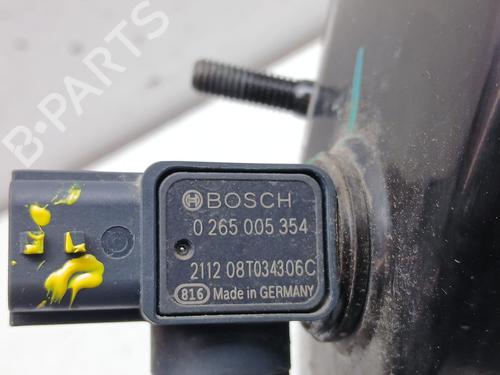 B-PARTS
BOSCH
0 265 005 354
2112 08T034306C
816 Made in GERMANY